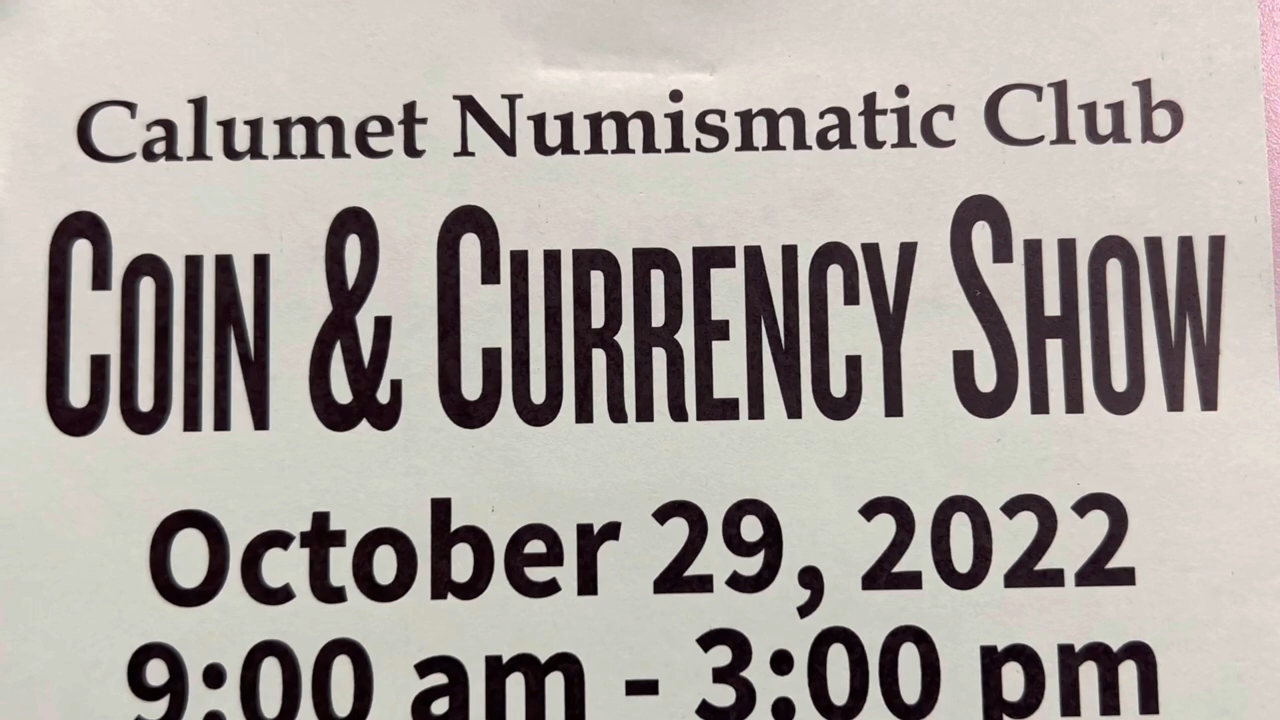 Calumet Numismatic Club
COIN & CURRENCY SHOW
October 29, 2022
9:00 am - 3:00 pm